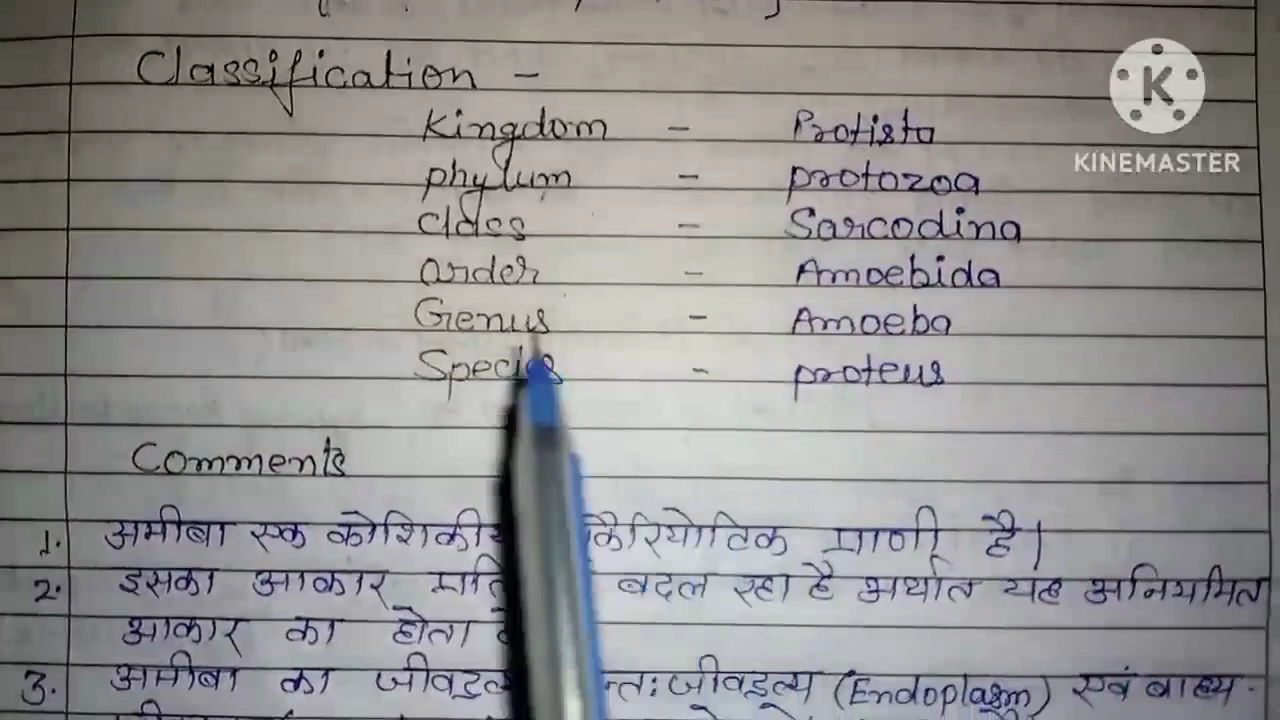 Classification -
Kingdom - Protista
phylum - protozoa
Class - Sarcodina
order - Amoebida
Genus - Amoeba
Species - proteus
Comments
1. अमीबा एक कोशिकीय कैरियोटिक प्राणी है।
2. इसका आकार प्रति बदल रहा है अर्थात यह अनियमित
आकार का होता
3. अमीबा का जीवद्रव्य न्तः जीवद्रव्य (Endoplasm) एवं बाह्य
K
KINEMASTER